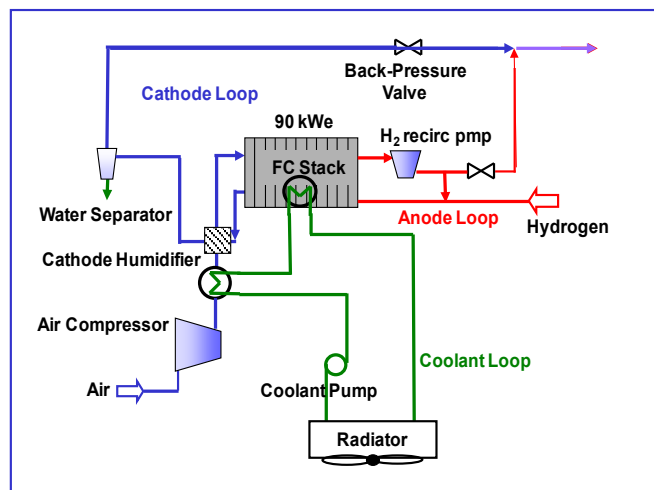 Back-Pressure
Valve
Cathode Loop
90 kWe
H2 recirc pmp
FC Stack
Water Separator
Anode Loop
Hydrogen
Cathode Humidifier
Air Compressor
Coolant Loop
Air
Coolant Pump
Radiator